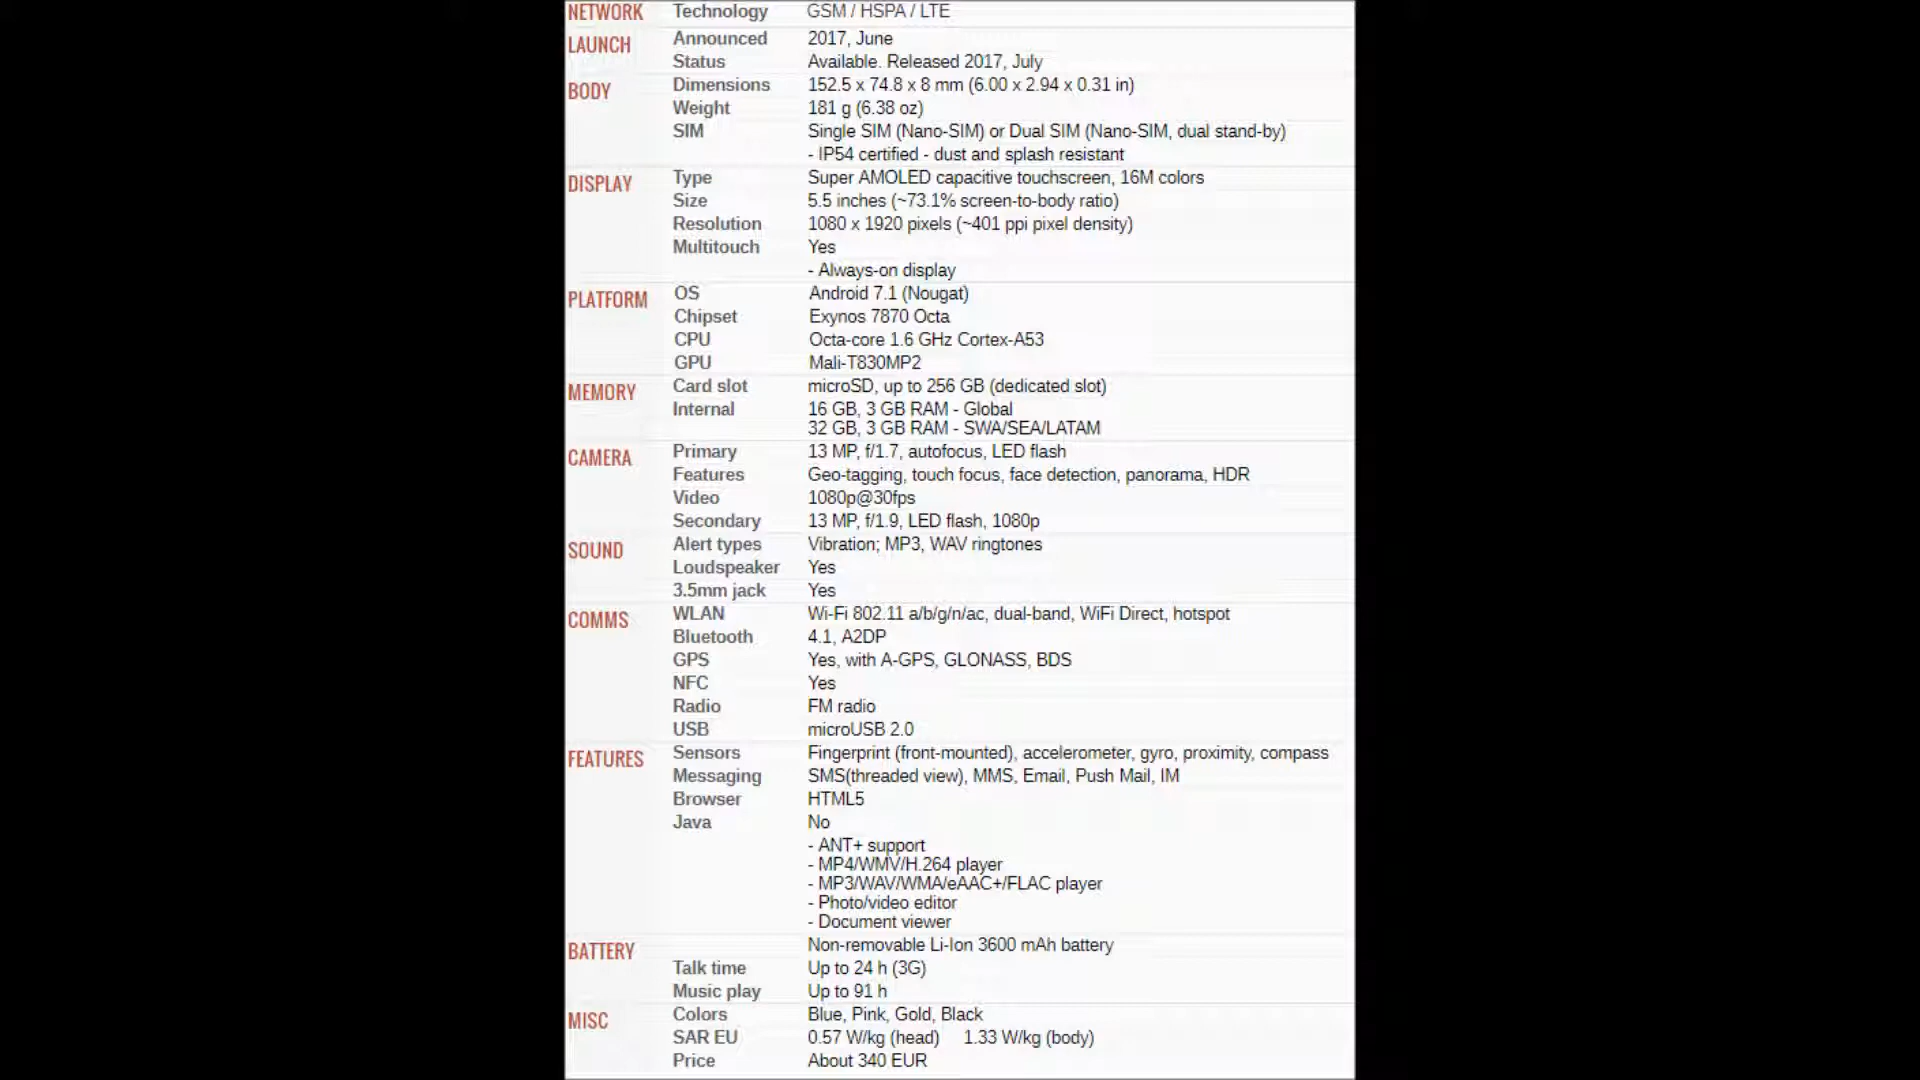 NETWORK Technology GSM / HSPA / LTE
LAUNCH Announced 2017, June
Status Available. Released 2017, July
BODY Dimensions 152.5 x 74.8 x 8 mm (6.00 x 2.94 x 0.31 in)
Weight 181 g (6.38 oz)
SIM Single SIM (Nano-SIM) or Dual SIM (Nano-SIM, dual stand-by)
- IP54 certified - dust and splash resistant
DISPLAY Type Super AMOLED capacitive touchscreen, 16M colors
Size 5.5 inches (~73.1% screen-to-body ratio)
Resolution 1080 x 1920 pixels (~401 ppi pixel density)
Multitouch Yes
- Always-on display
PLATFORM OS Android 7.1 (Nougat)
Chipset Exynos 7870 Octa
CPU Octa-core 1.6 GHz Cortex-A53
GPU Mali-T830MP2
MEMORY Card slot microSD, up to 256 GB (dedicated slot)
Internal 16 GB, 3 GB RAM - Global
32 GB, 3 GB RAM - SWA/SEA/LATAM
CAMERA Primary 13 MP, f/1.7, autofocus, LED flash
Features Geo-tagging, touch focus, face detection, panorama, HDR
Video 1080p@30fps
Secondary 13 MP, f/1.9, LED flash, 1080p
SOUND Alert types Vibration; MP3, WAV ringtones
Loudspeaker Yes
3.5mm jack Yes
COMMS WLAN Wi-Fi 802.11 a/b/g/n/ac, dual-band, WiFi Direct, hotspot
Bluetooth 4.1, A2DP
GPS Yes, with A-GPS, GLONASS, BDS
NFC Yes
Radio FM radio
USB microUSB 2.0
FEATURES Sensors Fingerprint (front-mounted), accelerometer, gyro, proximity, compass
Messaging SMS(threaded view), MMS, Email, Push Mail, IM
Browser HTML5
Java No
- ANT+ support
- MP4/WMV/H.264 player
- MP3/WAV/WMA/eAAC+/FLAC player
- Photo/video editor
- Document viewer
BATTERY Non-removable Li-Ion 3600 mAh battery
Talk time Up to 24 h (3G)
Music play Up to 91 h
MISC Colors Blue, Pink, Gold, Black
SAR EU 0.57 W/kg (head) 1.33 W/kg (body)
Price About 340 EUR